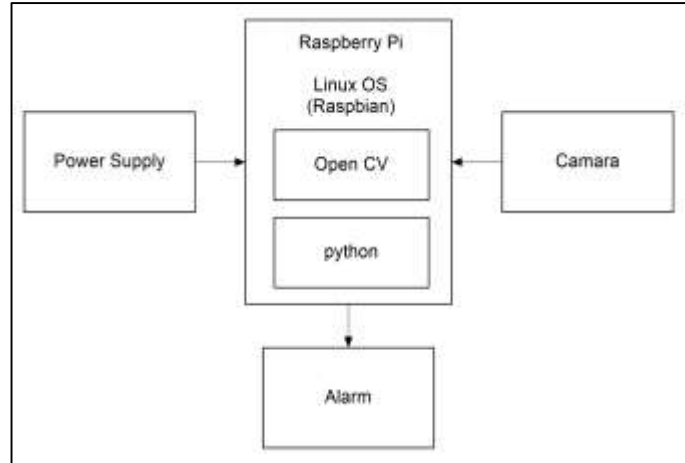 Raspberry Pi
Linux OS
(Raspbian)
Power Supply
Open CV
Camara
python
Alarm